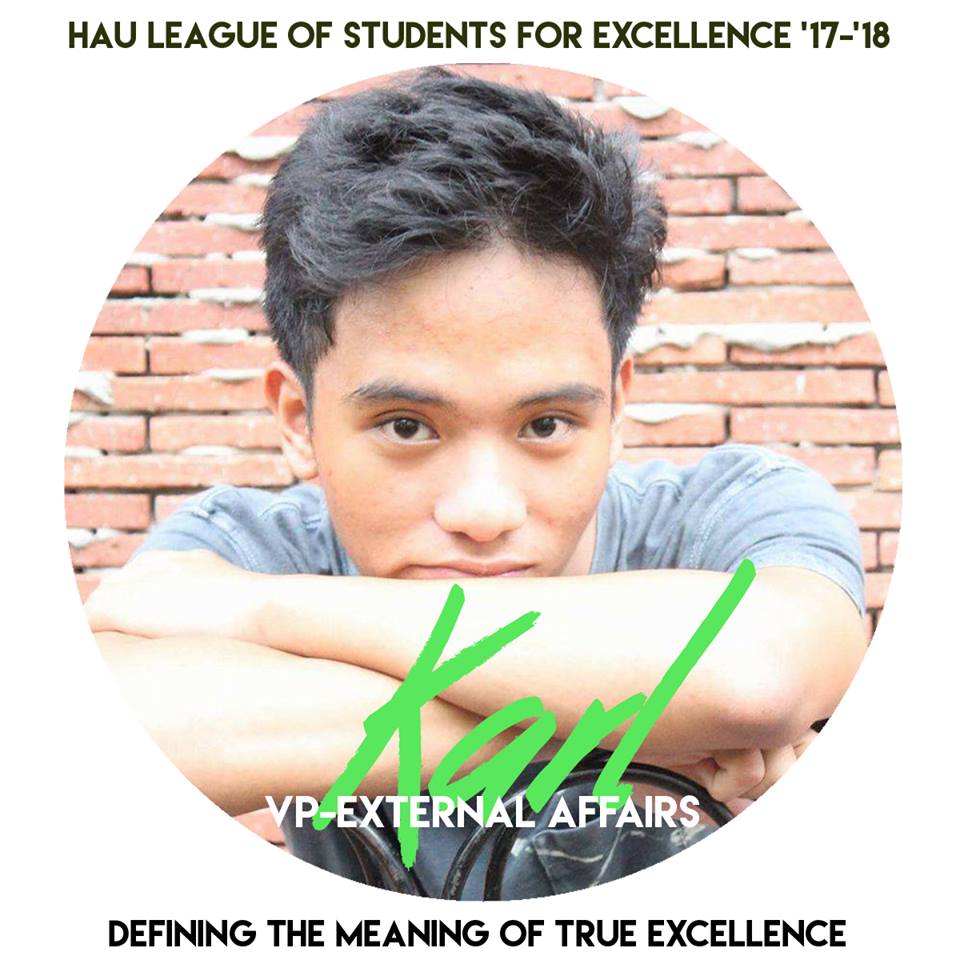 HAU LEAGUE OF STUDENTS FOR EXCELLENCE '17-'18
Karl
VP-EXTERNAL AFFAIRS
DEFINING THE MEANING OF TRUE EXCELLENCE